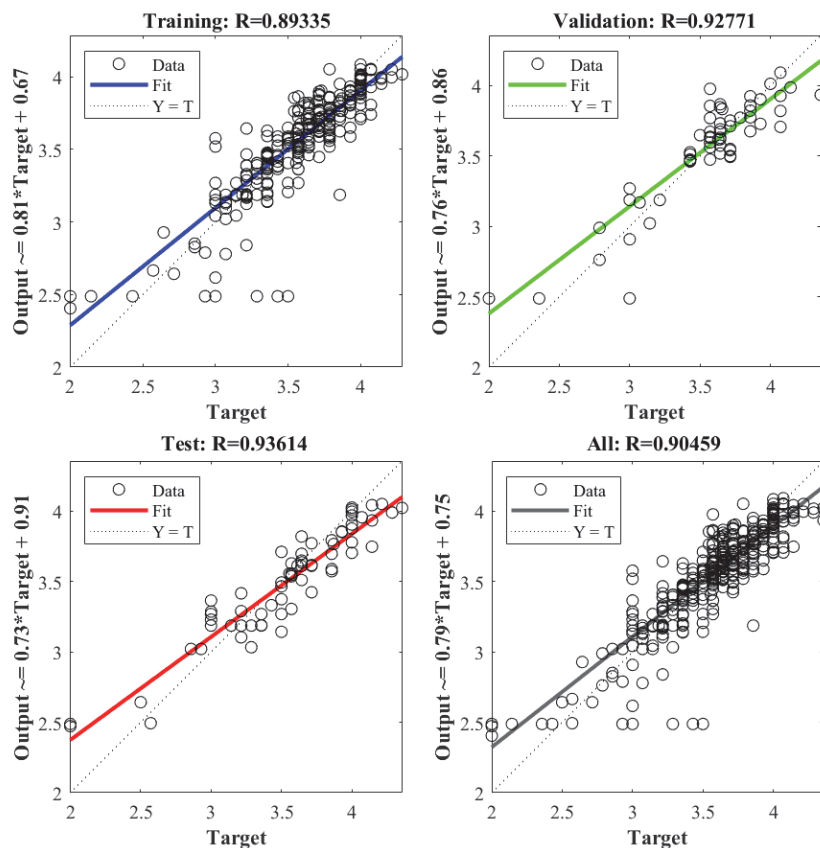 Training: R=0.89335
Output ~= 0.81*Target + 0.67
Data
Fit
Y = T
4
3.5
3
2.5
2
2 2.5 3 3.5 4
Target
Validation: R=0.92771
Output ~= 0.76*Target + 0.86
Data
Fit
Y = T
4
3.5
3
2.5
2
2 2.5 3 3.5 4
Target
Test: R=0.93614
Output ~= 0.73*Target + 0.91
Data
Fit
Y = T
4
3.5
3
2.5
2
2 2.5 3 3.5 4
Target
All: R=0.90459
Output ~= 0.79*Target + 0.75
Data
Fit
Y = T
4
3.5
3
2.5
2
2 2.5 3 3.5 4
Target